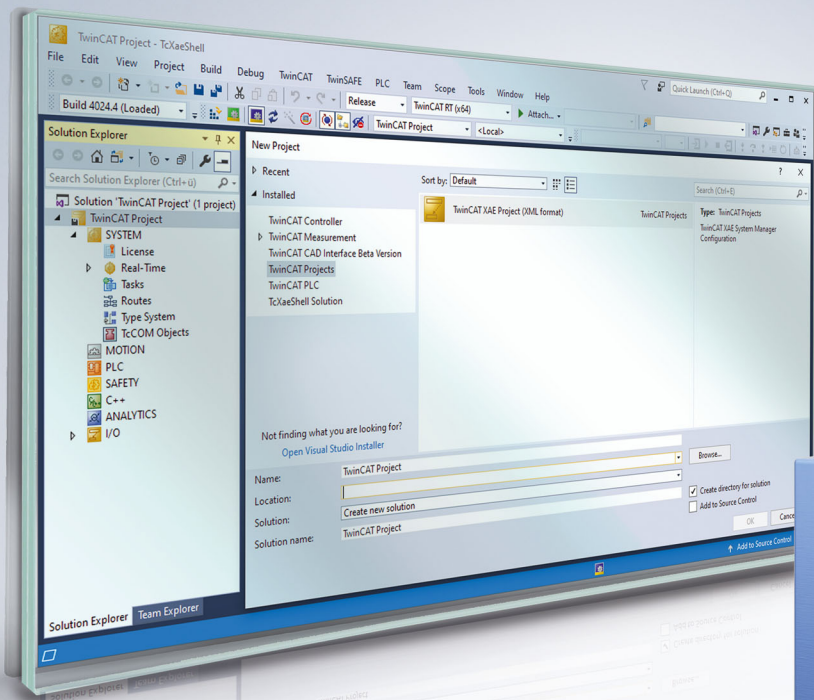 TwinCAT Project - TcXaeShell
File Edit View Project Build Debug TwinCAT TwinSAFE PLC Team Scope Tools Window Help
Quick Launch (Ctrl+Q)
Release
TwinCAT RT (x64)
Attach...
Build 4024.4 (Loaded)
TwinCAT Project
<Local>
Solution Explorer
Search Solution Explorer (Ctrl+ü)
Solution 'TwinCAT Project' (1 project)
TwinCAT Project
SYSTEM
License
Real-Time
Tasks
Routes
Type System
TcCOM Objects
MOTION
PLC
SAFETY
C++
ANALYTICS
I/O
Solution Explorer
Team Explorer
New Project
? X
Recent
Installed
TwinCAT Controller
TwinCAT Measurement
TwinCAT CAD Interface Beta Version
TwinCAT Projects
TwinCAT PLC
TcXaeShell Solution
Not finding what you are looking for?
Open Visual Studio Installer
Sort by: Default
TwinCAT XAE Project (XML format)
TwinCAT Projects
Search (Ctrl+E)
Type: TwinCAT Projects
TwinCAT XAE System Manager
Configuration
Name:
TwinCAT Project
Location:
Browse...
Solution:
Create new solution
Solution name:
TwinCAT Project
Create directory for solution
Add to Source Control
OK
Cance
Add to Source Control